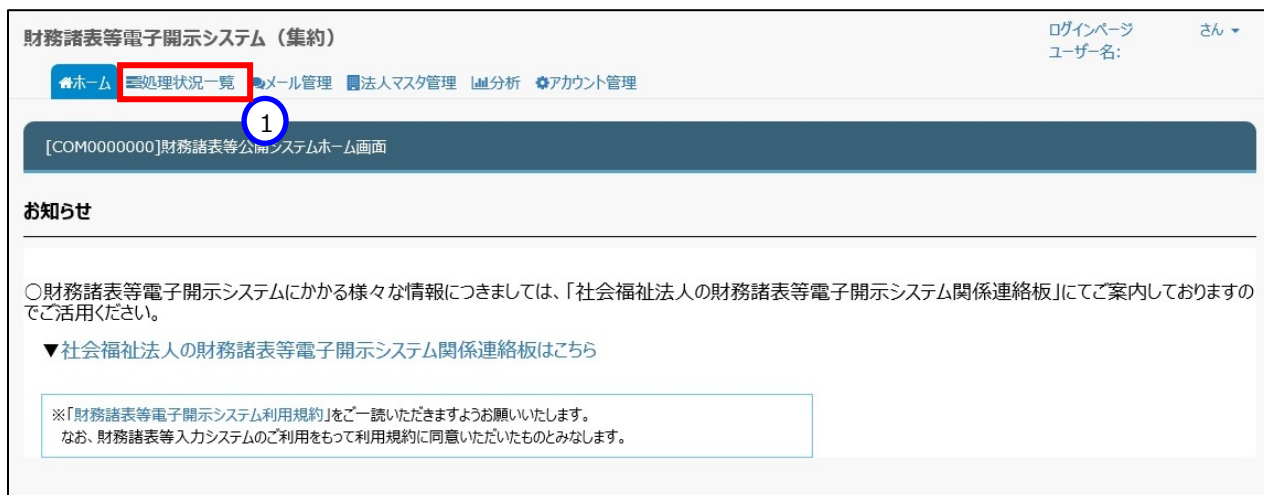 財務諸表等電子開示システム（集約）
ログインページ さん
ユーザー名:
ホーム 処理状況一覧 メール管理 法人マスタ管理 分析 アカウント管理
1
[COM0000000]財務諸表等公開システムホーム画面
お知らせ
○財務諸表等電子開示システムにかかる様々な情報につきましては、「社会福祉法人の財務諸表等電子開示システム関係連絡板」にてご案内しておりますの
でご活用ください。
▼社会福祉法人の財務諸表等電子開示システム関係連絡板はこちら
※「財務諸表等電子開示システム利用規約」をご一読いただきますようお願いいたします。
なお、財務諸表等入力システムのご利用をもって利用規約に同意いただいたものとみなします。